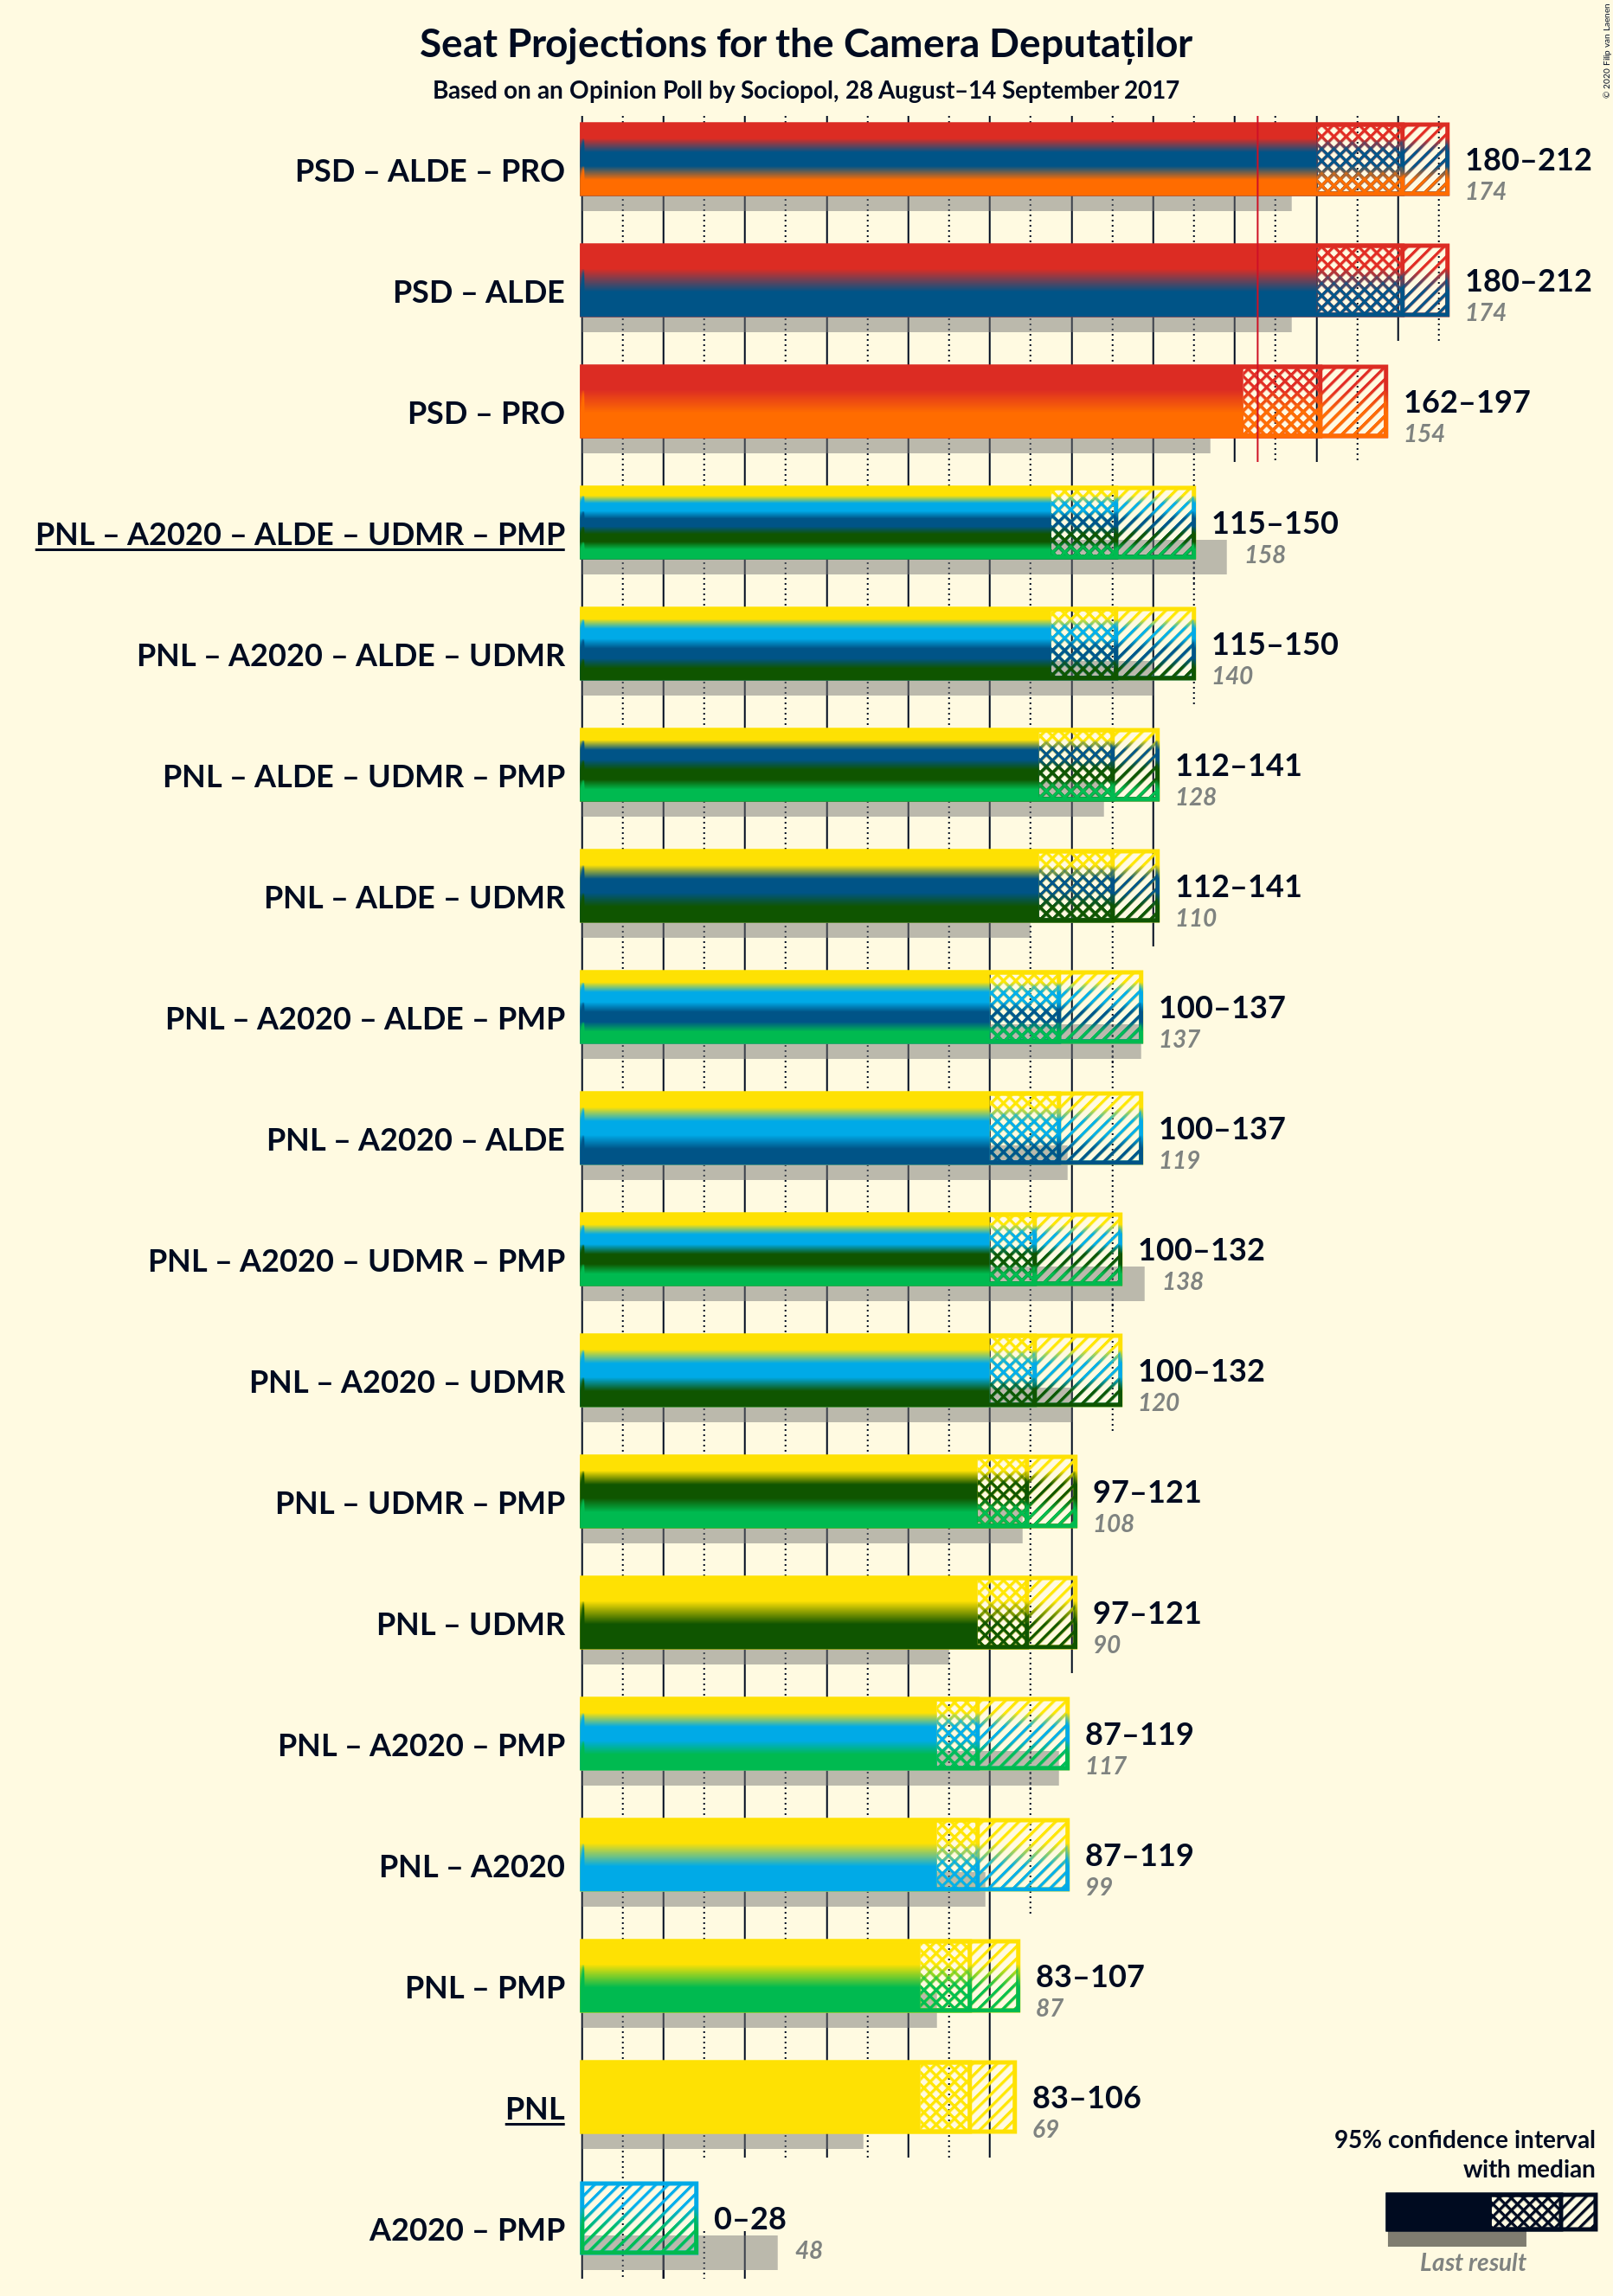 Seat Projections for the Camera Deputaților
Based on an Opinion Poll by Sociopol, 28 August–14 September 2017
© 2020 Filip van Laenen
PSD – ALDE – PRO
180–212
174
PSD – ALDE
180–212
174
PSD – PRO
162–197
154
PNL – A2020 – ALDE – UDMR – PMP
115–150
158
PNL – A2020 – ALDE – UDMR
115–150
140
PNL – ALDE – UDMR – PMP
112–141
128
PNL – ALDE – UDMR
112–141
110
PNL – A2020 – ALDE – PMP
100–137
137
PNL – A2020 – ALDE
100–137
119
PNL – A2020 – UDMR – PMP
100–132
138
PNL – A2020 – UDMR
100–132
120
PNL – UDMR – PMP
97–121
108
PNL – UDMR
97–121
90
PNL – A2020 – PMP
87–119
117
PNL – A2020
87–119
99
PNL – PMP
83–107
87
PNL
83–106
69
A2020 – PMP
0–28
48
95% confidence interval
with median
Last result